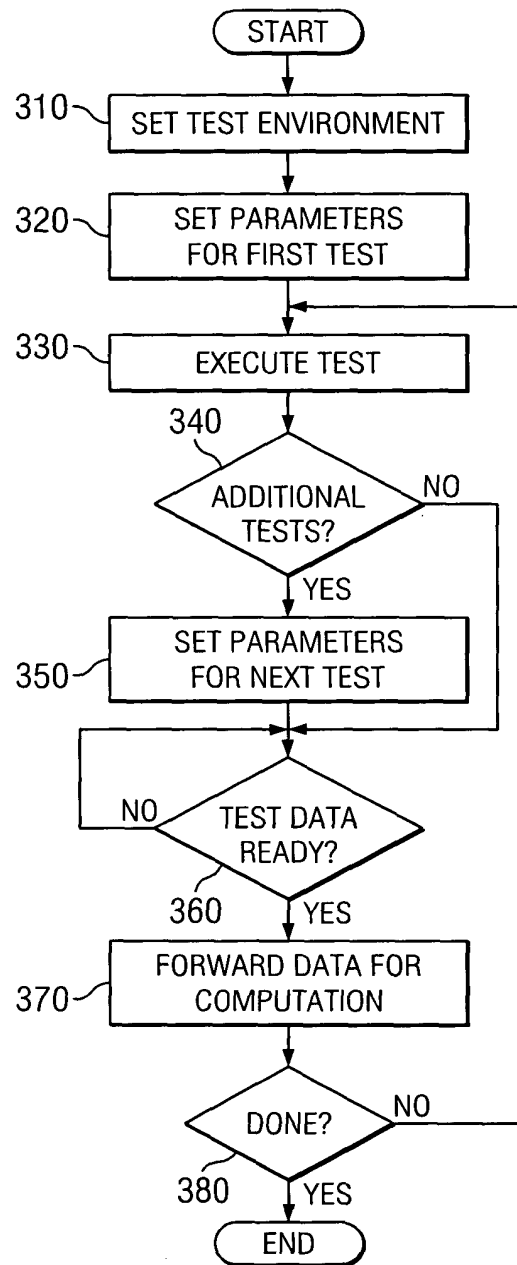 START
310
SET TEST ENVIRONMENT
320
SET PARAMETERS
FOR FIRST TEST
330
EXECUTE TEST
340
ADDITIONAL
TESTS?
NO
YES
350
SET PARAMETERS
FOR NEXT TEST
NO
TEST DATA
READY?
360
YES
370
FORWARD DATA FOR
COMPUTATION
DONE?
NO
380
YES
END